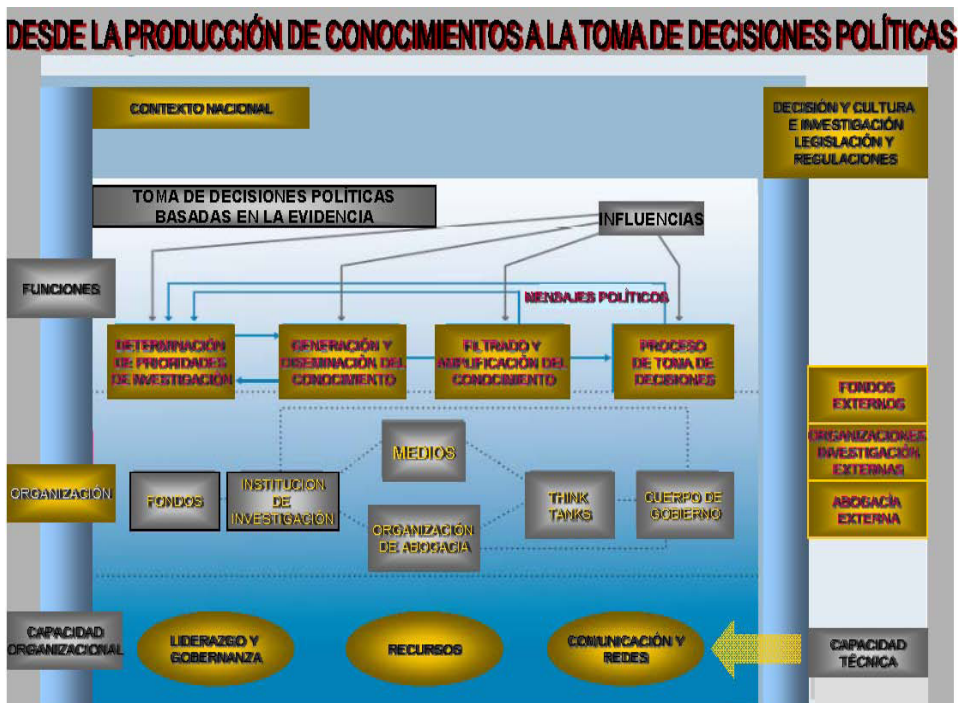 DESDE LA PRODUCCIÓN DE CONOCIMIENTOS A LA TOMA DE DECISIONES POLÍTICAS
CONTEXTO NACIONAL
DECISIÓN Y CULTURA
E INVESTIGACIÓN
LEGISLACIÓN Y
REGULACIONES
TOMA DE DECISIONES POLÍTICAS
BASADAS EN LA EVIDENCIA
INFLUENCIAS
FUNCIONES
MENSAJES POLÍTICOS
DETERMINACIÓN
DE PRIORIDADES
DE INVESTIGACIÓN
GENERACIÓN Y
DISEMINACIÓN DEL
CONOCIMIENTO
FILTRADO Y
AMPLIFICACIÓN DEL
CONOCIMIENTO
PROCESO
DE TOMA DE
DECISIONES
FONDOS
EXTERNOS
ORGANIZACIONES
INVESTIGACIÓN
EXTERNAS
ABOGACÍA
EXTERNA
ORGANIZACIÓN
FONDOS
INSTITUCION
DE
INVESTIGACIÓN
MEDIOS
ORGANIZACIÓN
DE ABOGACIA
THINK
TANKS
CUERPO DE
GOBIERNO
CAPACIDAD
ORGANIZACIONAL
LIDERAZGO Y
GOBERNANZA
RECURSOS
COMUNICACIÓN Y
REDES
CAPACIDAD
TÉCNICA